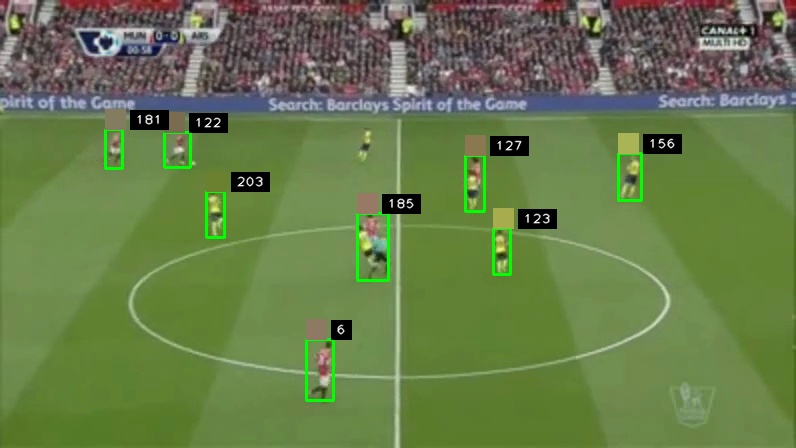 MUN 0-0 ARS
00:58
CANAL+ 1
MULTI HD
pirit of the Game
Search: Barclays Spirit of the Game
Search: Barclays S
181
122
127
156
203
185
123
6